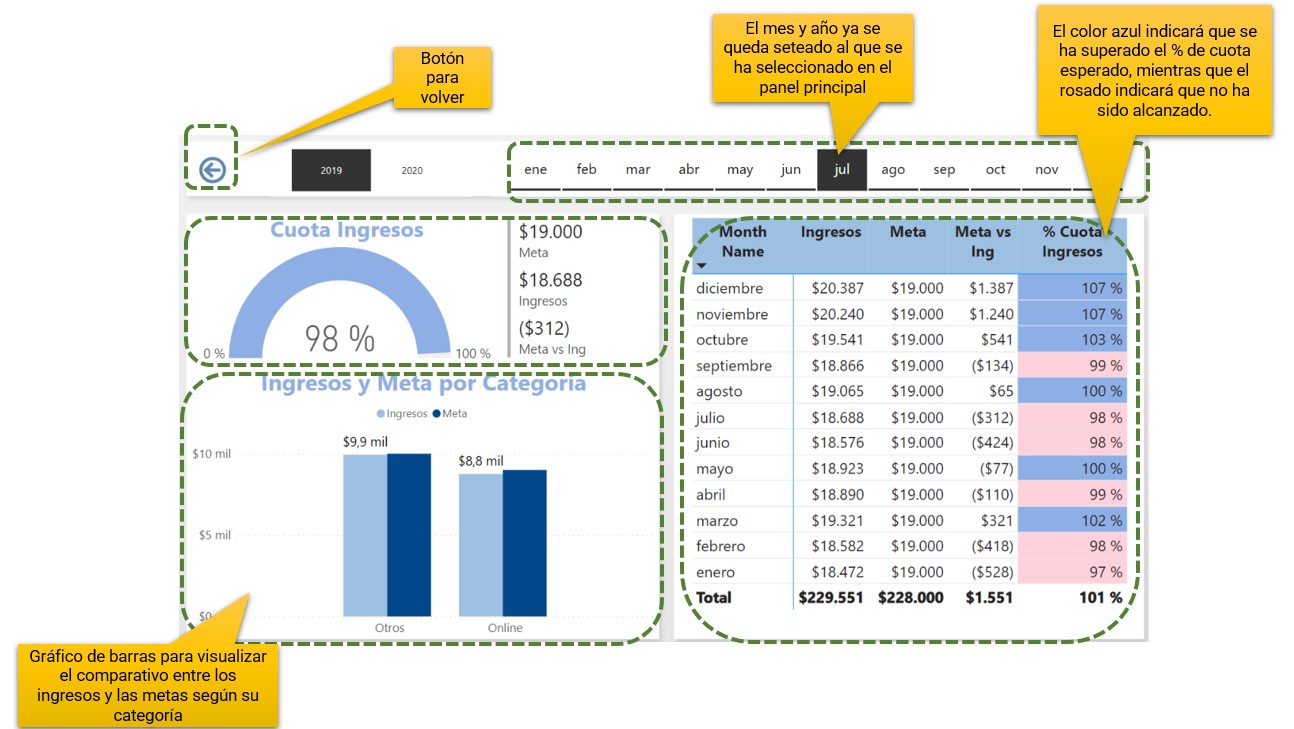 Botón
para
volver
El mes y año ya se
queda seteado al que se
ha seleccionado en el
panel principal
El color azul indicará que se
ha superado el % de cuota
esperado, mientras que el
rosado indicará que no ha
sido alcanzado.
2019 2020
ene feb mar abr may jun jul ago sep oct nov
Cuota Ingresos
98 %
0 % 100 %
$19.000
Meta
$18.688
Ingresos
($312)
Meta vs Ing
Ingresos y Meta por Categoría
Ingresos Meta
$9,9 mil
$8,8 mil
$10 mil
$5 mil
$0
Otros Online
Month Name Ingresos Meta Meta vs Ing % Cuota Ingresos
diciembre $20.387 $19.000 $1.387 107 %
noviembre $20.240 $19.000 $1.240 107 %
octubre $19.541 $19.000 $541 103 %
septiembre $18.866 $19.000 ($134) 99 %
agosto $19.065 $19.000 $65 100 %
julio $18.688 $19.000 ($312) 98 %
junio $18.576 $19.000 ($424) 98 %
mayo $18.923 $19.000 ($77) 100 %
abril $18.890 $19.000 ($110) 99 %
marzo $19.321 $19.000 $321 102 %
febrero $18.582 $19.000 ($418) 98 %
enero $18.472 $19.000 ($528) 97 %
Total $229.551 $228.000 $1.551 101 %
Gráfico de barras para visualizar
el comparativo entre los
ingresos y las metas según su
categoría